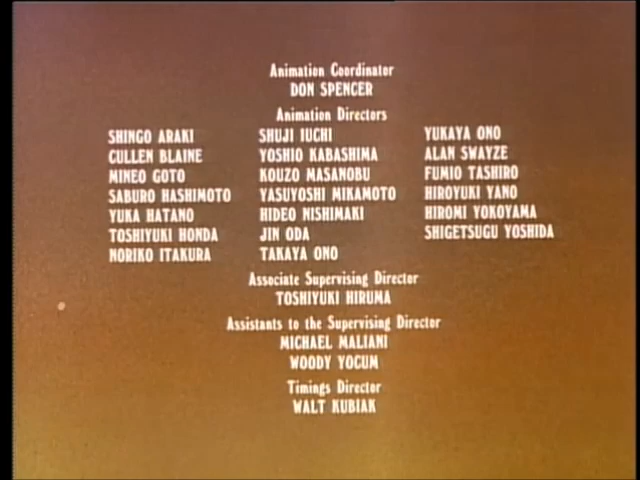 Animation Coordinator
DON SPENCER
Animation Directors
SHINGO ARAKI
CULLEN BLAINE
MINEO GOTO
SABURO HASHIMOTO
YUKA HATANO
TOSHIYUKI HONDA
NORIKO ITAKURA
SHUJI IUCHI
YOSHIO KABASHIMA
KOUZO MASANOBU
YASUYOSHI MIKAMOTO
HIDEO NISHIMAKI
JIN ODA
TAKAYA ONO
YUKAYA ONO
ALAN SWAYZE
FUMIO TASHIRO
HIROYUKI YANO
HIROMI YOKOYAMA
SHIGETSUGU YOSHIDA
Associate Supervising Director
TOSHIYUKI HIRUMA
Assistants to the Supervising Director
MICHAEL MALIANI
WOODY YOCUM
Timings Director
WALT KUBIAK